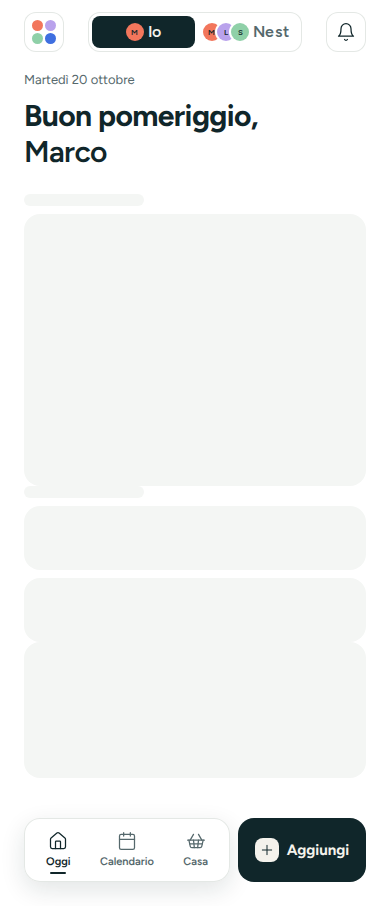 M Io
M L S Nest
Martedì 20 ottobre
Buon pomeriggio,
Marco
Oggi
Calendario
Casa
Aggiungi